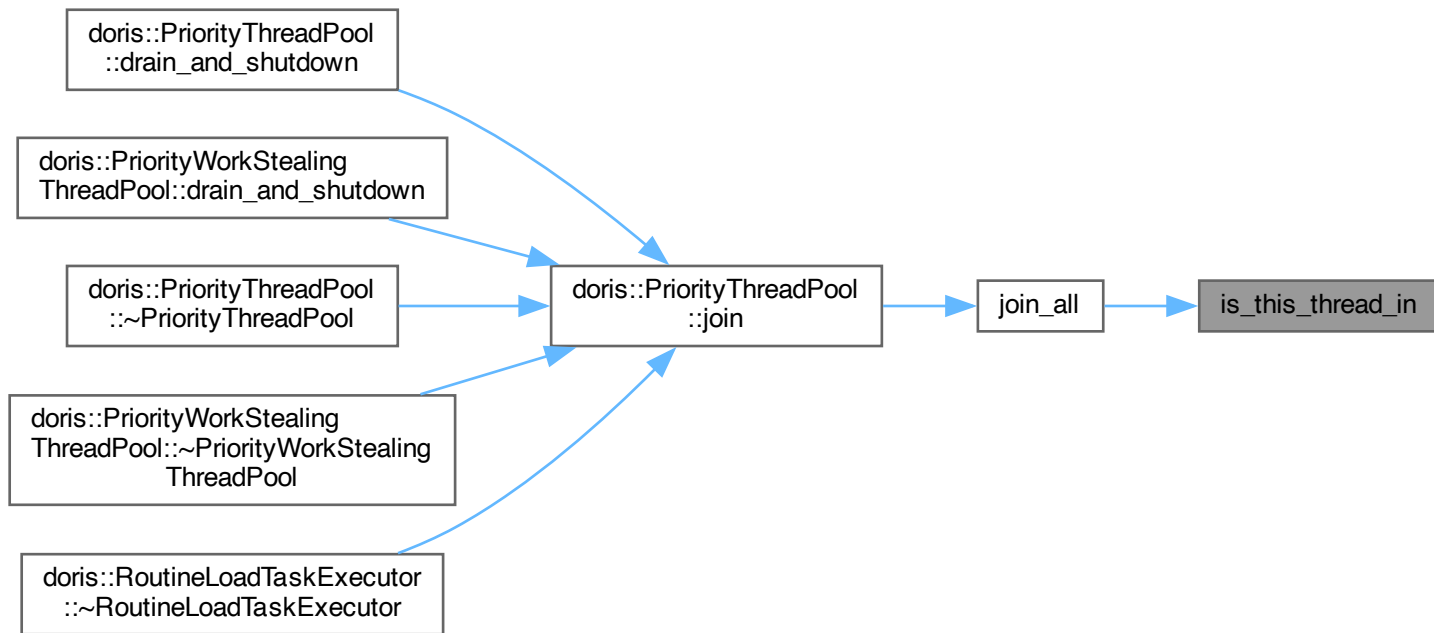 doris::PriorityThreadPool
::drain_and_shutdown
doris::PriorityWorkStealing
ThreadPool::drain_and_shutdown
doris::PriorityThreadPool
::~PriorityThreadPool
doris::PriorityWorkStealing
ThreadPool::~PriorityWorkStealing
ThreadPool
doris::RoutineLoadTaskExecutor
::~RoutineLoadTaskExecutor
doris::PriorityThreadPool
::join
join_all
is_this_thread_in